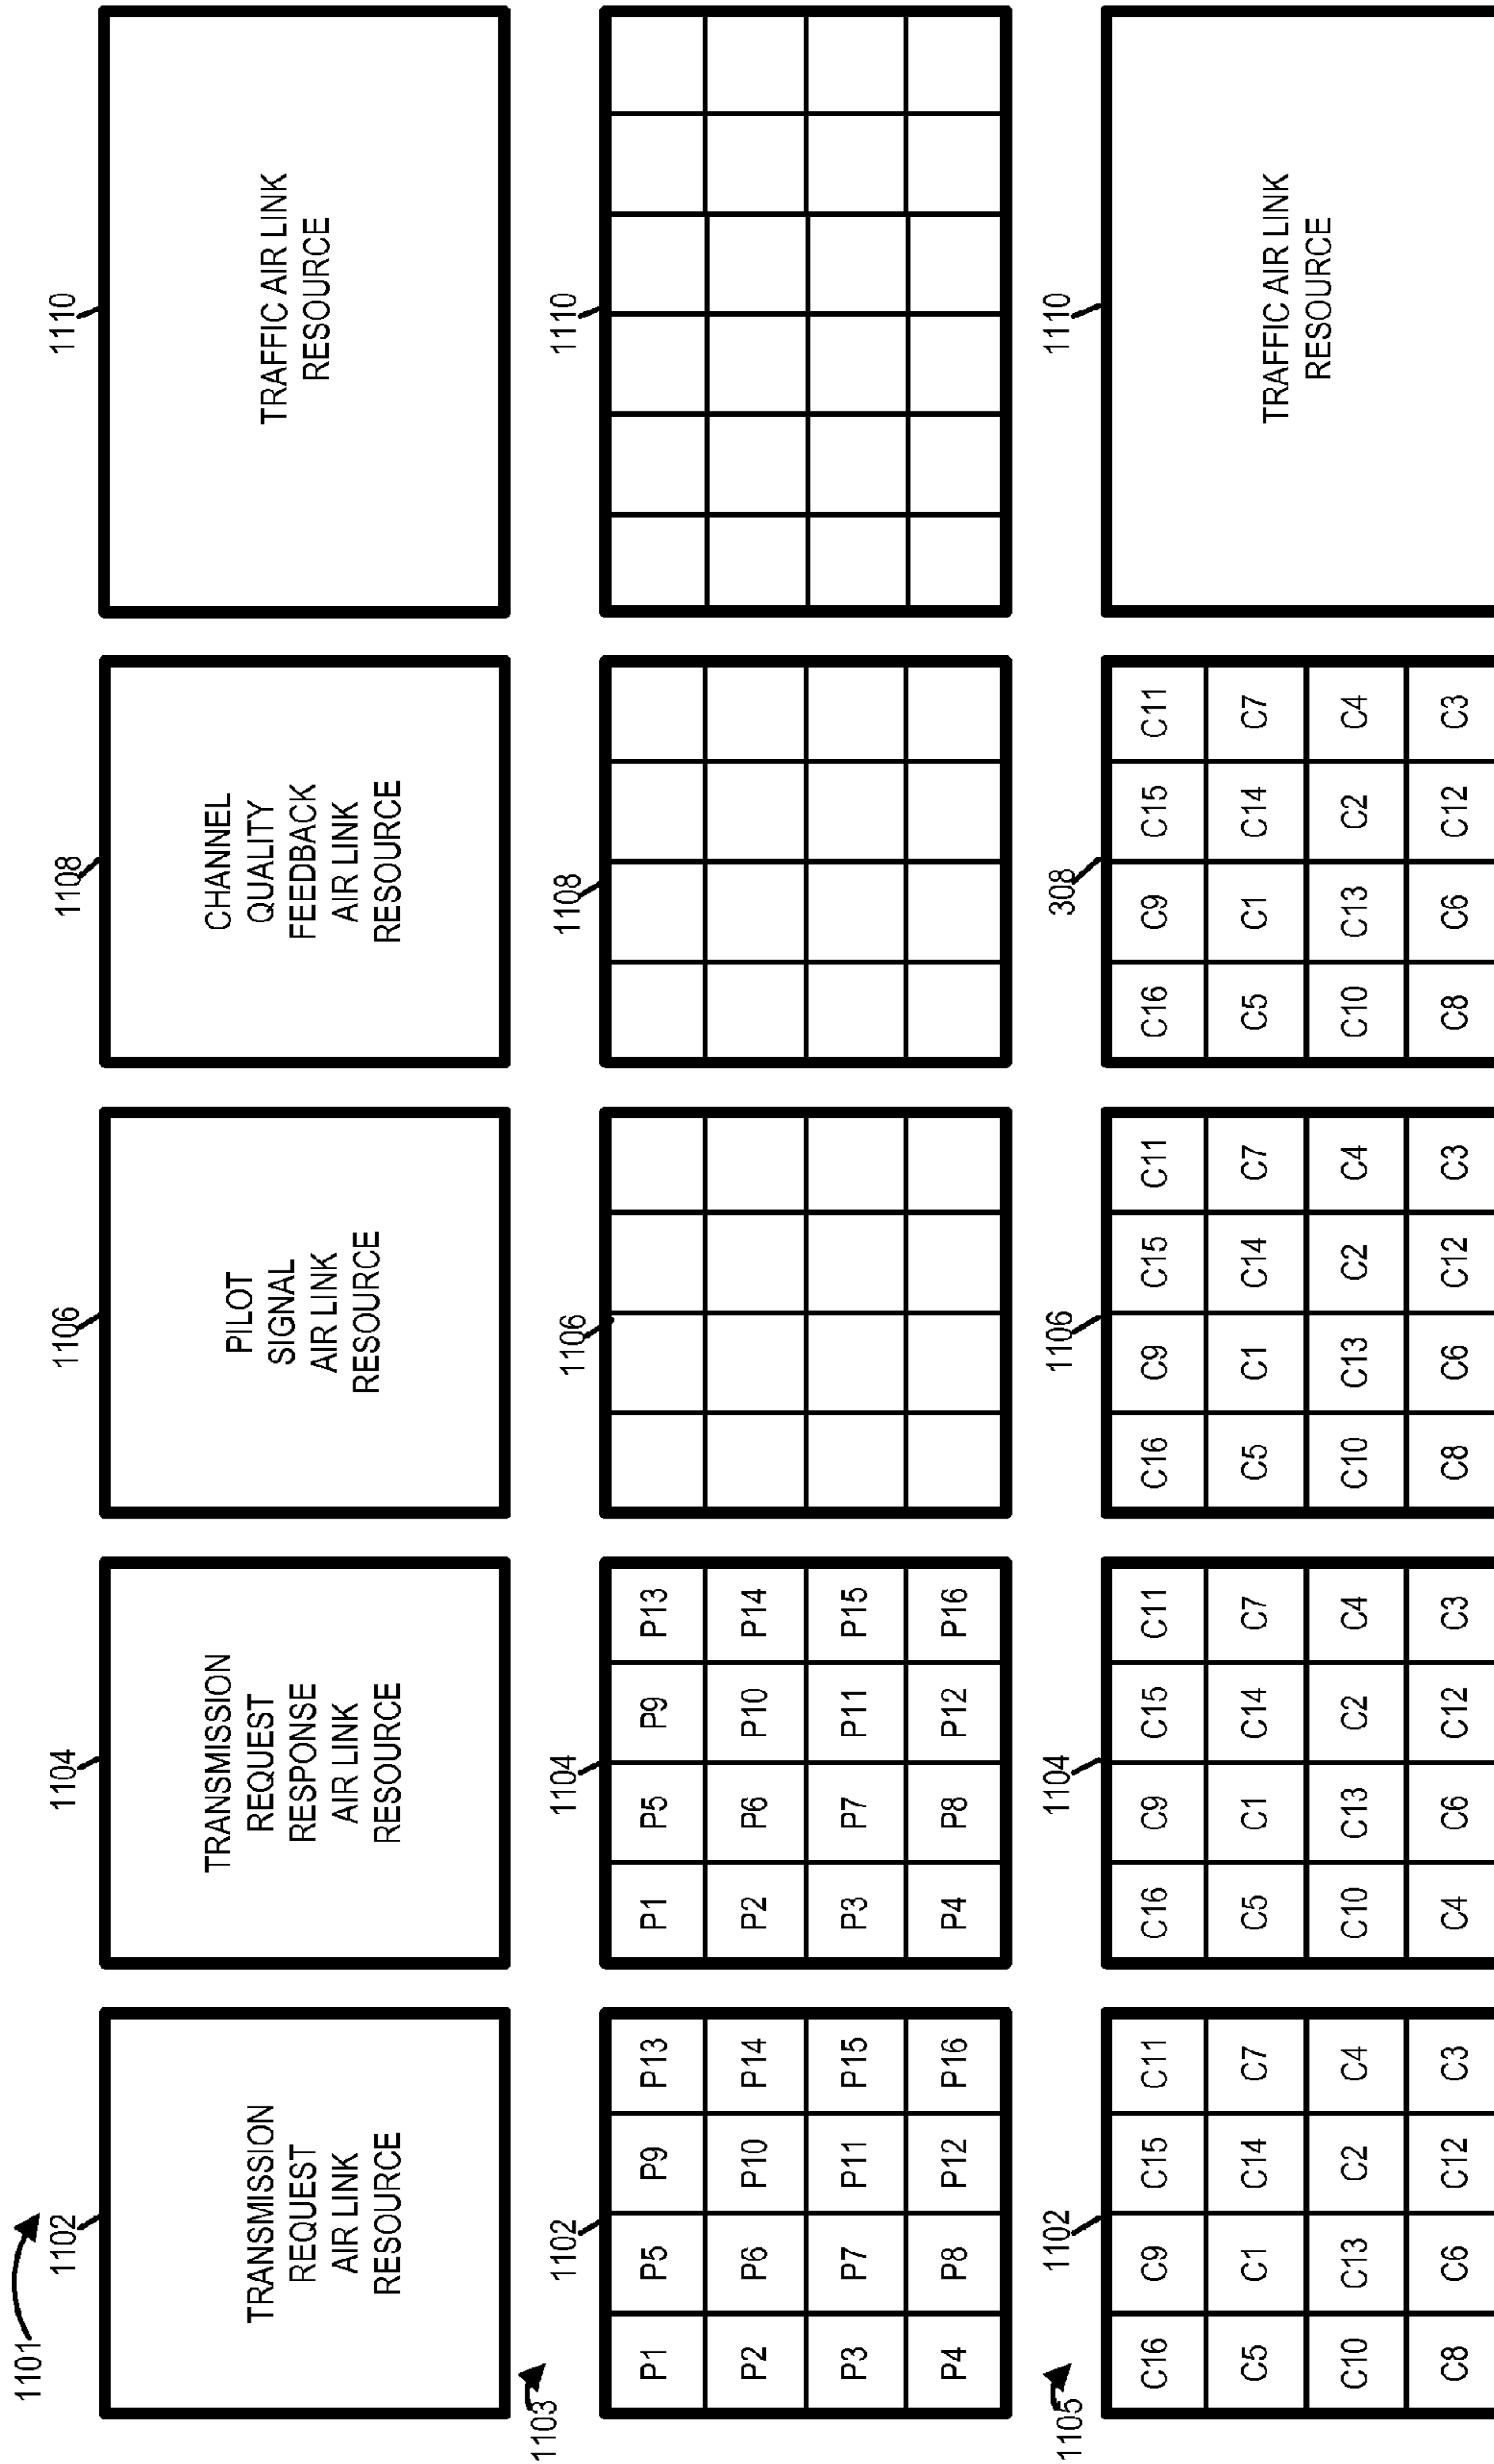 1101
1102
1104
1106
1108
1110
TRANSMISSION
REQUEST
AIR LINK
RESOURCE
TRANSMISSION
REQUEST
RESPONSE
AIR LINK
RESOURCE
PILOT
SIGNAL
AIR LINK
RESOURCE
CHANNEL
QUALITY
FEEDBACK
AIR LINK
RESOURCE
TRAFFIC AIR LINK
RESOURCE
1103
1102
1104
1106
1108
1110
P1 P5 P9 P13
P2 P6 P10 P14
P3 P7 P11 P15
P4 P8 P12 P16
P1 P5 P9 P13
P2 P6 P10 P14
P3 P7 P11 P15
P4 P8 P12 P16
1105
1102
1104
1106
308
1110
C16 C9 C15 C11
C5 C1 C14 C7
C10 C13 C2 C4
C8 C6 C12 C3
C16 C9 C15 C11
C5 C1 C14 C7
C10 C13 C2 C4
C4 C6 C12 C3
C16 C9 C15 C11
C5 C1 C14 C7
C10 C13 C2 C4
C8 C6 C12 C3
C16 C9 C15 C11
C5 C1 C14 C7
C10 C13 C2 C4
C8 C6 C12 C3
TRAFFIC AIR LINK
RESOURCE